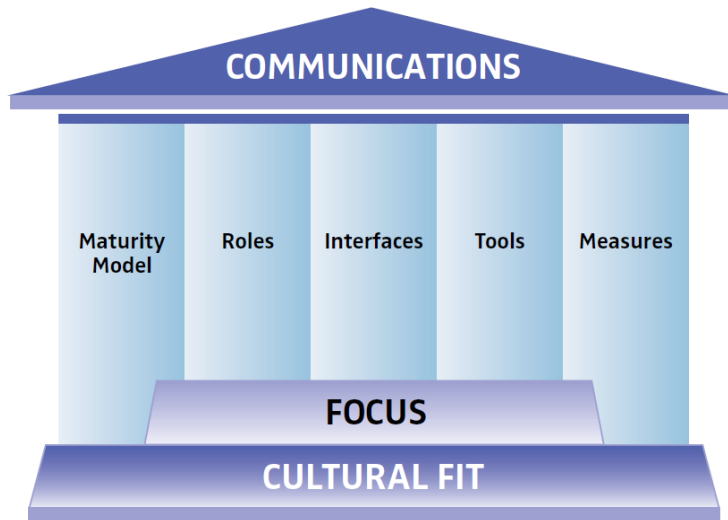 COMMUNICATIONS
Maturity
Model
Roles
Interfaces
Tools
Measures
FOCUS
CULTURAL FIT